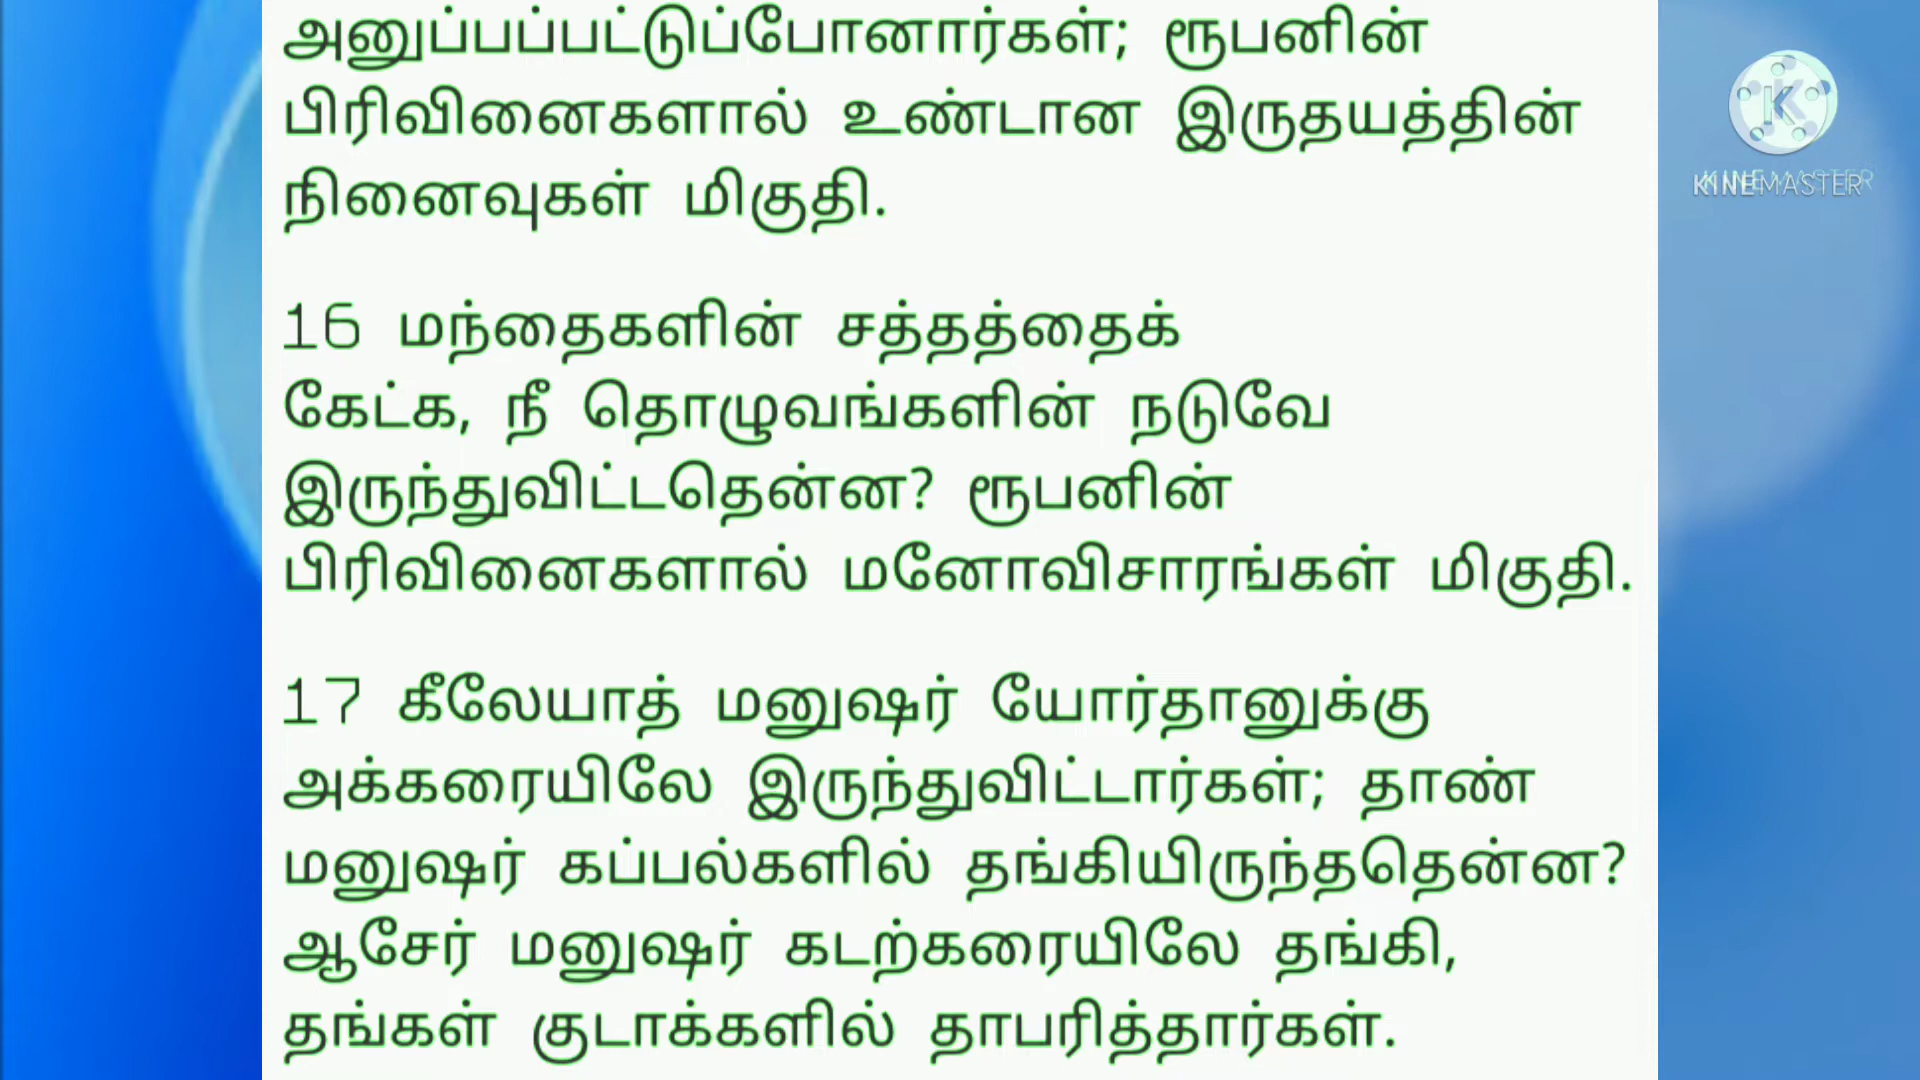 அனுப்பப்பட்டுப்போனார்கள்; ரூபனின்
பிரிவினைகளால் உண்டான இருதயத்தின்
நினைவுகள் மிகுதி.
16 மந்தைகளின் சத்தத்தைக்
கேட்க, நீ தொழுவங்களின் நடுவே
இருந்துவிட்டதென்ன? ரூபனின்
பிரிவினைகளால் மனோவிசாரங்கள் மிகுதி.
17 கீலேயாத் மனுஷர் யோர்தானுக்கு
அக்கரையிலே இருந்துவிட்டார்கள்; தாண்
மனுஷர் கப்பல்களில் தங்கியிருந்ததென்ன?
ஆசேர் மனுஷர் கடற்கரையிலே தங்கி,
தங்கள் குடாக்களில் தாபரித்தார்கள்.
K
KINEMASTER